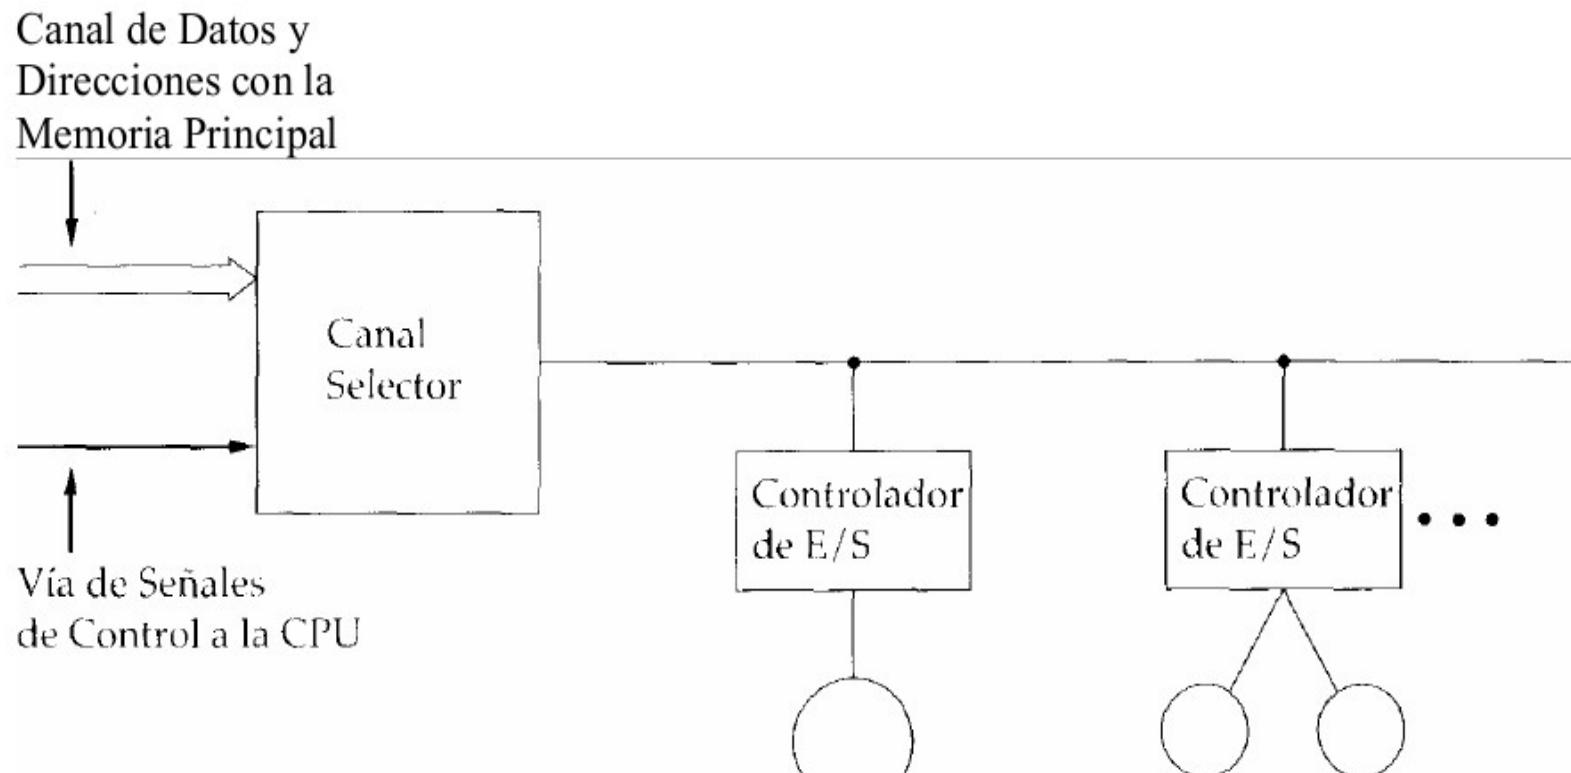 Canal de Datos y
Direcciones con la
Memoria Principal
Canal
Selector
Controlador
de E/S
Controlador
de E/S
Vía de Señales
de Control a la CPU